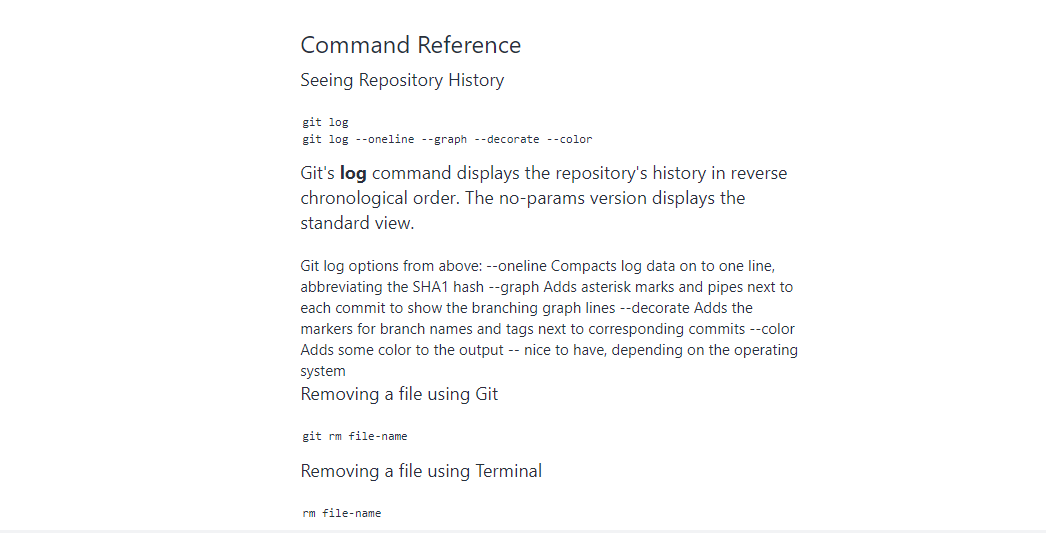 Command Reference
Seeing Repository History
git log
git log --oneline --graph --decorate --color
Git's log command displays the repository's history in reverse
chronological order. The no-params version displays the
standard view.
Git log options from above: --oneline Compacts log data on to one line,
abbreviating the SHA1 hash --graph Adds asterisk marks and pipes next to
each commit to show the branching graph lines --decorate Adds the
markers for branch names and tags next to corresponding commits --color
Adds some color to the output -- nice to have, depending on the operating
system
Removing a file using Git
git rm file-name
Removing a file using Terminal
rm file-name